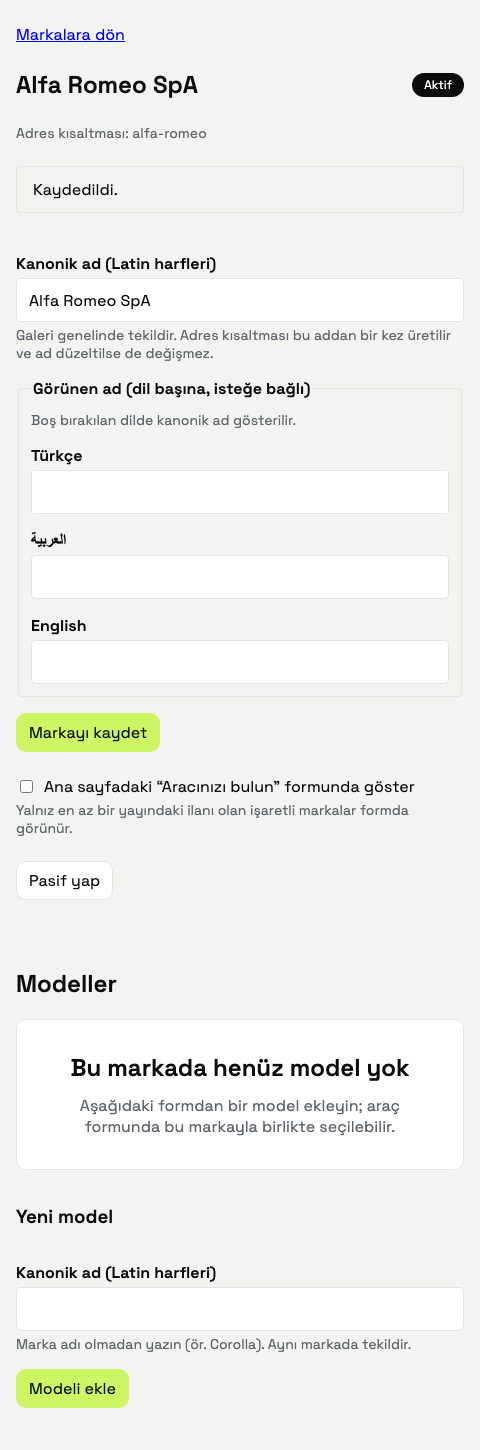 Markalara dön
Alfa Romeo SpA
Aktif
Adres kısaltması: alfa-romeo
Kaydedildi.
Kanonik ad (Latin harfleri)
Alfa Romeo SpA
Galeri genelinde tekildir. Adres kısaltması bu addan bir kez üretilir
ve ad düzeltilse de değişmez.
Görünen ad (dil başına, isteğe bağlı)
Boş bırakılan dilde kanonik ad gösterilir.
Türkçe
العربية
English
Markayı kaydet
Ana sayfadaki “Aracınızı bulun” formunda göster
Yalnız en az bir yayındaki ilanı olan işaretli markalar formda
görünür.
Pasif yap
Modeller
Bu markada henüz model yok
Aşağıdaki formdan bir model ekleyin; araç
formunda bu markayla birlikte seçilebilir.
Yeni model
Kanonik ad (Latin harfleri)
Marka adı olmadan yazın (ör. Corolla). Aynı markada tekildir.
Modeli ekle